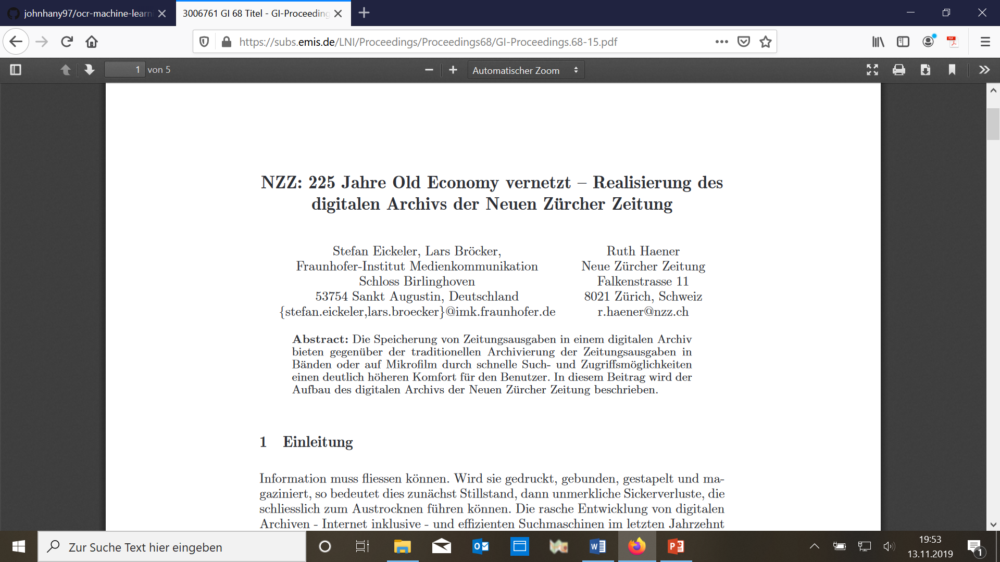 johnhany97/ocr-machine-learn
3006761 GI 68 Titel - GI-Proceeding
https://subs.emis.de/LNI/Proceedings/Proceedings68/GI-Proceedings.68-15.pdf
1 von 5
Automatischer Zoom
NZZ: 225 Jahre Old Economy vernetzt – Realisierung des
digitalen Archivs der Neuen Zürcher Zeitung
Stefan Eickeler, Lars Bröcker,
Fraunhofer-Institut Medienkommunikation
Schloss Birlinghoven
53754 Sankt Augustin, Deutschland
{stefan.eickeler,lars.broecker}@imk.fraunhofer.de
Ruth Haener
Neue Zürcher Zeitung
Falkenstrasse 11
8021 Zürich, Schweiz
r.haener@nzz.ch
Abstract: Die Speicherung von Zeitungsausgaben in einem digitalen Archiv
bieten gegenüber der traditionellen Archivierung der Zeitungsausgaben in
Bänden oder auf Mikrofilm durch schnelle Such- und Zugriffsmöglichkeiten
einen deutlich höheren Komfort für den Benutzer. In diesem Beitrag wird der
Aufbau des digitalen Archivs der Neuen Zürcher Zeitung beschrieben.
1 Einleitung
Information muss fliessen können. Wird sie gedruckt, gebunden, gestapelt und ma-
gaziniert, so bedeutet dies zunächst Stillstand, dann unmerkliche Sickerverluste, die
schliesslich zum Austrocknen führen können. Die rasche Entwicklung von digitalen
Archiven - Internet inklusive - und effizienten Suchmaschinen im letzten Jahrzehnt
Zur Suche Text hier eingeben
19:53
13.11.2019
1